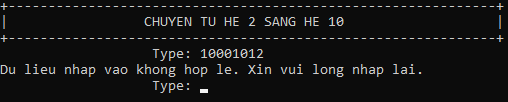 CHUYEN TU HE 2 SANG HE 10
Type: 10001012
Du lieu nhap vao khong hop le. Xin vui long nhap lai.
Type: